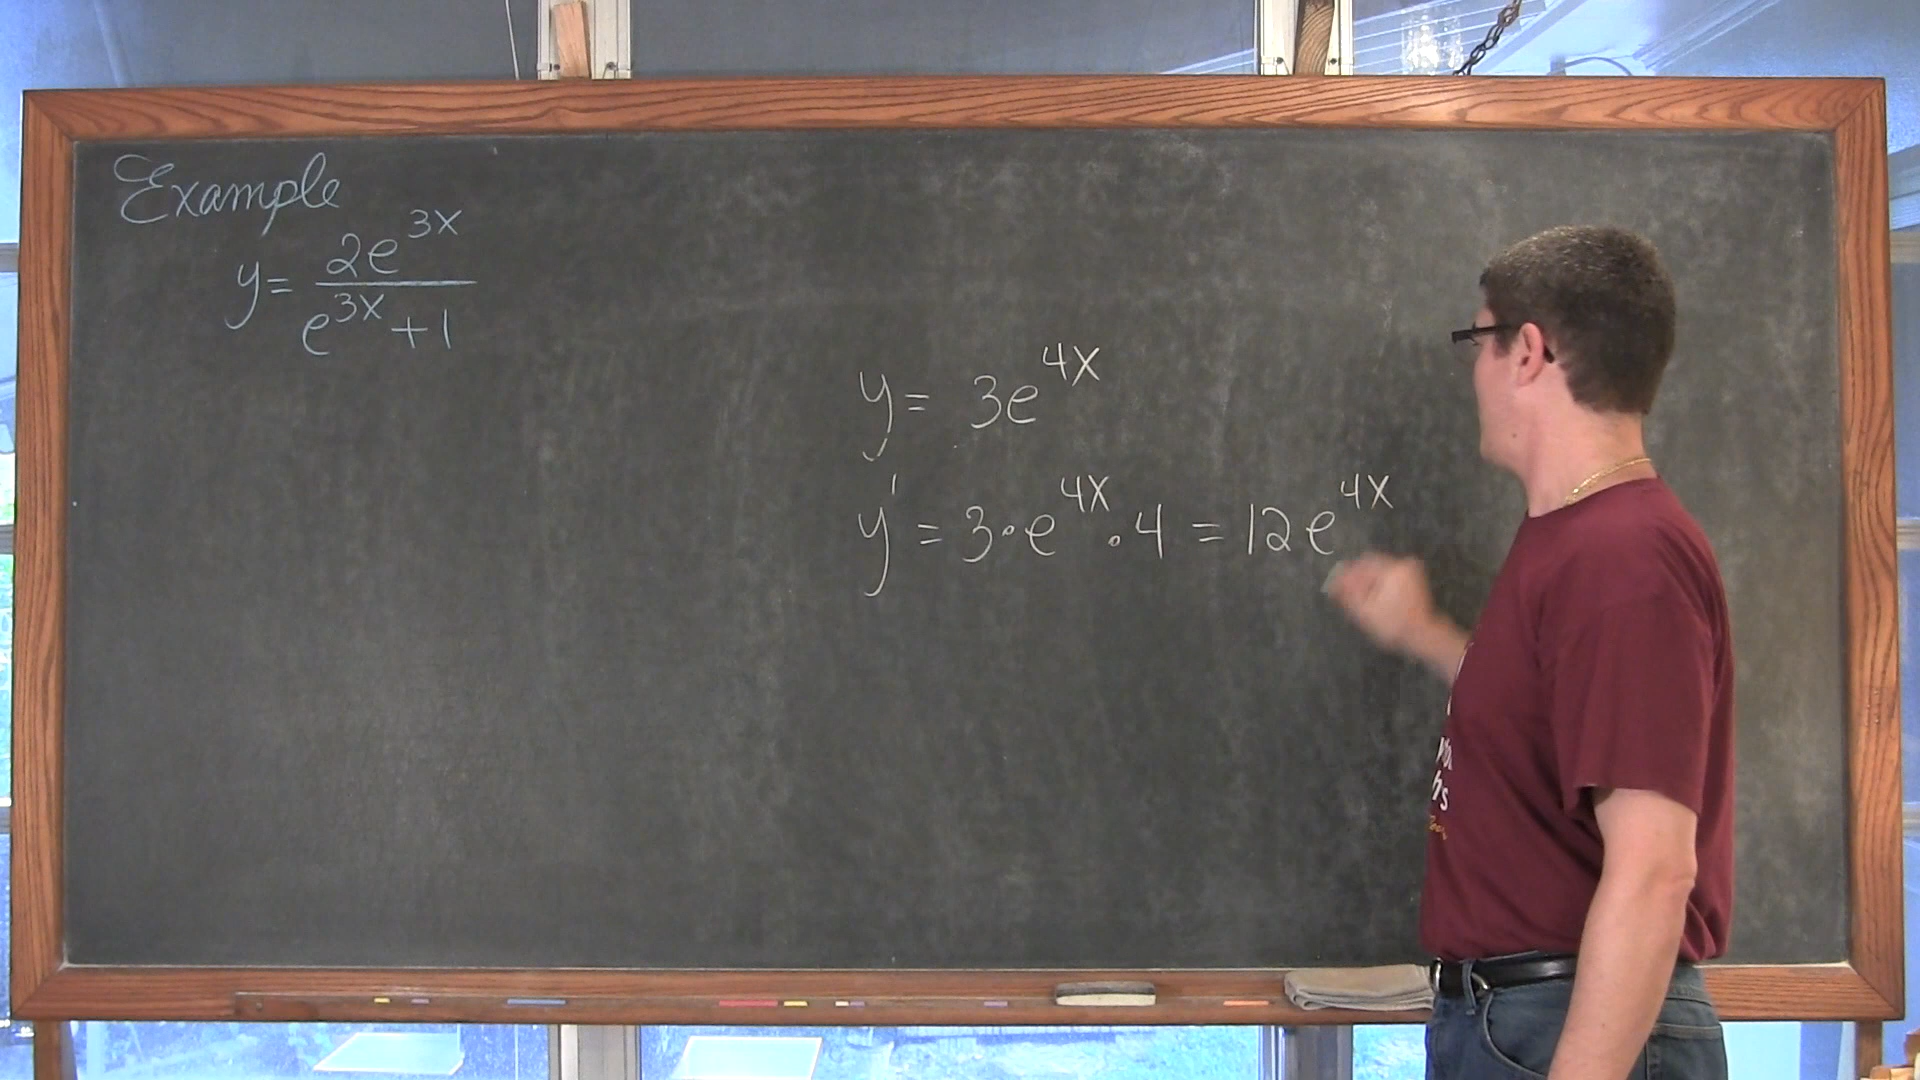 Example
y = 2e^{3x} / (e^{3x} + 1)
y = 3e^{4x}
y' = 3·e^{4x}·4 = 12e^{4x}